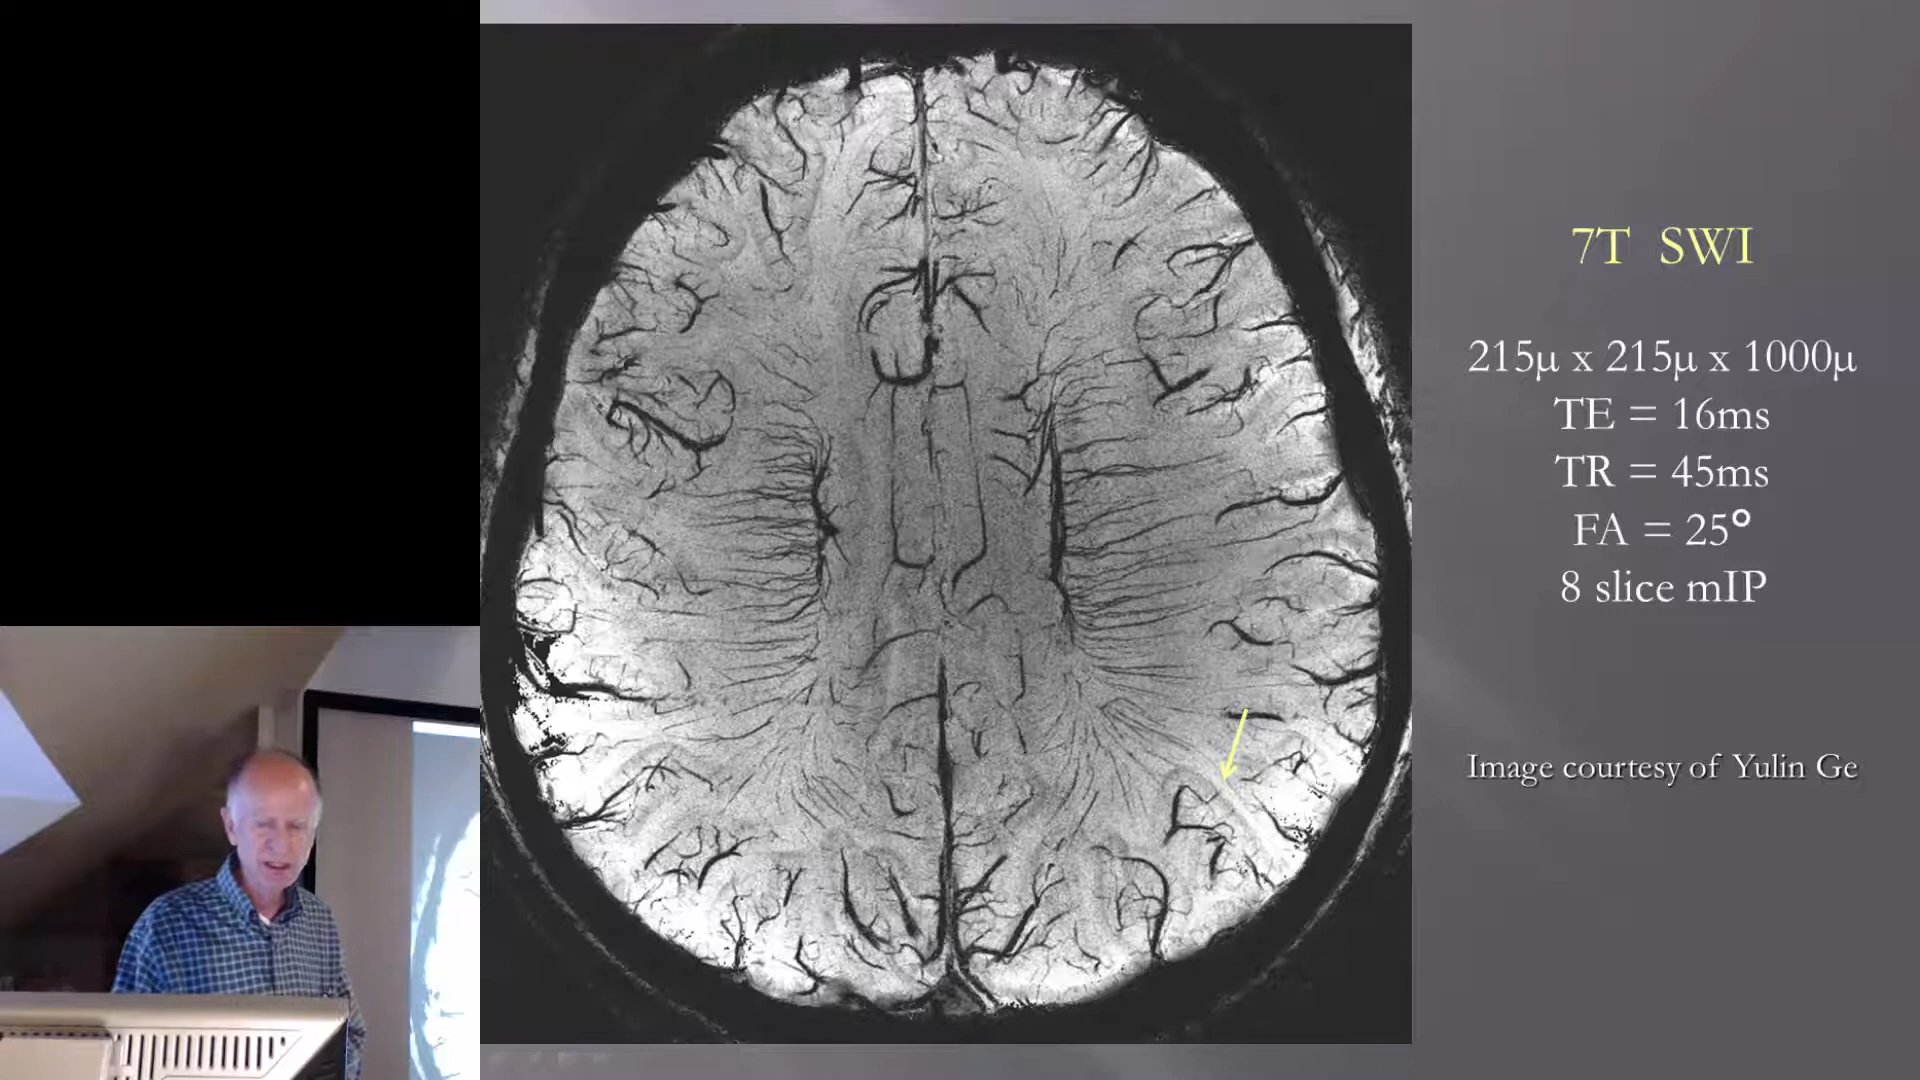 7T SWI
215μ x 215μ x 1000μ
TE = 16ms
TR = 45ms
FA = 25°
8 slice mIP
Image courtesy of Yulin Ge